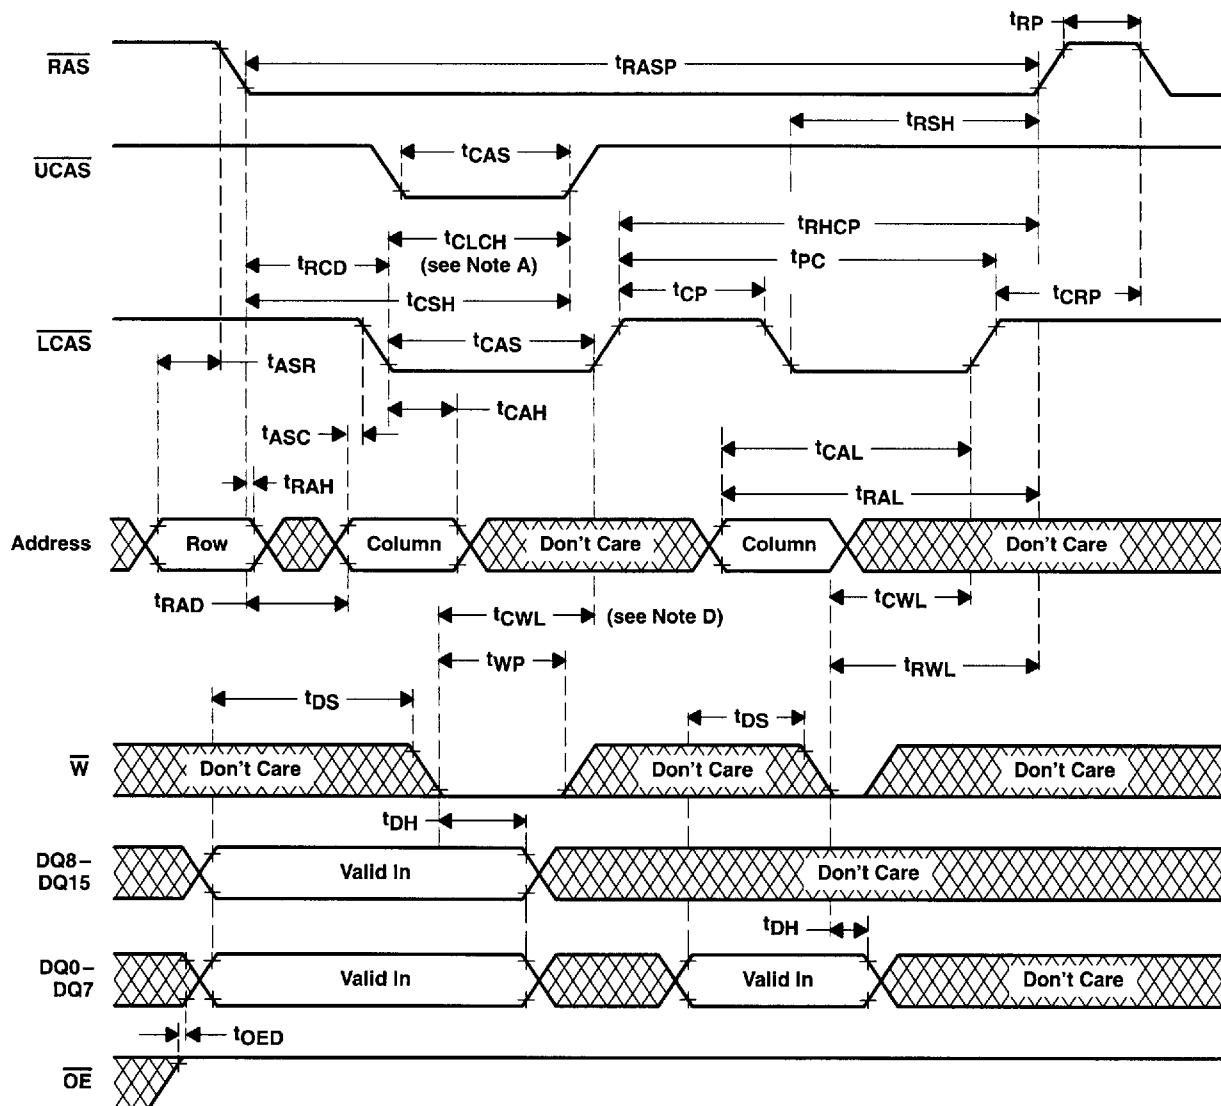 tRP
RAS
tRASP
tRSH
UCAS
tCAS
tRHCP
tCLCH
tRCD
(see Note A)
tPC
tCP
tCRP
tCSH
LCAS
tCAS
tASR
tCAH
tASC
tCAL
tRAH
tRAL
Address
Row
Column
Don't Care
Column
Don't Care
tRAD
tCWL
(see Note D)
tCWL
tWP
tRWL
tDS
tDS
W
Don't Care
Don't Care
Don't Care
tDH
DQ8–
DQ15
Valid In
Don't Care
tDH
DQ0–
DQ7
Valid In
Valid In
Don't Care
tOED
OE